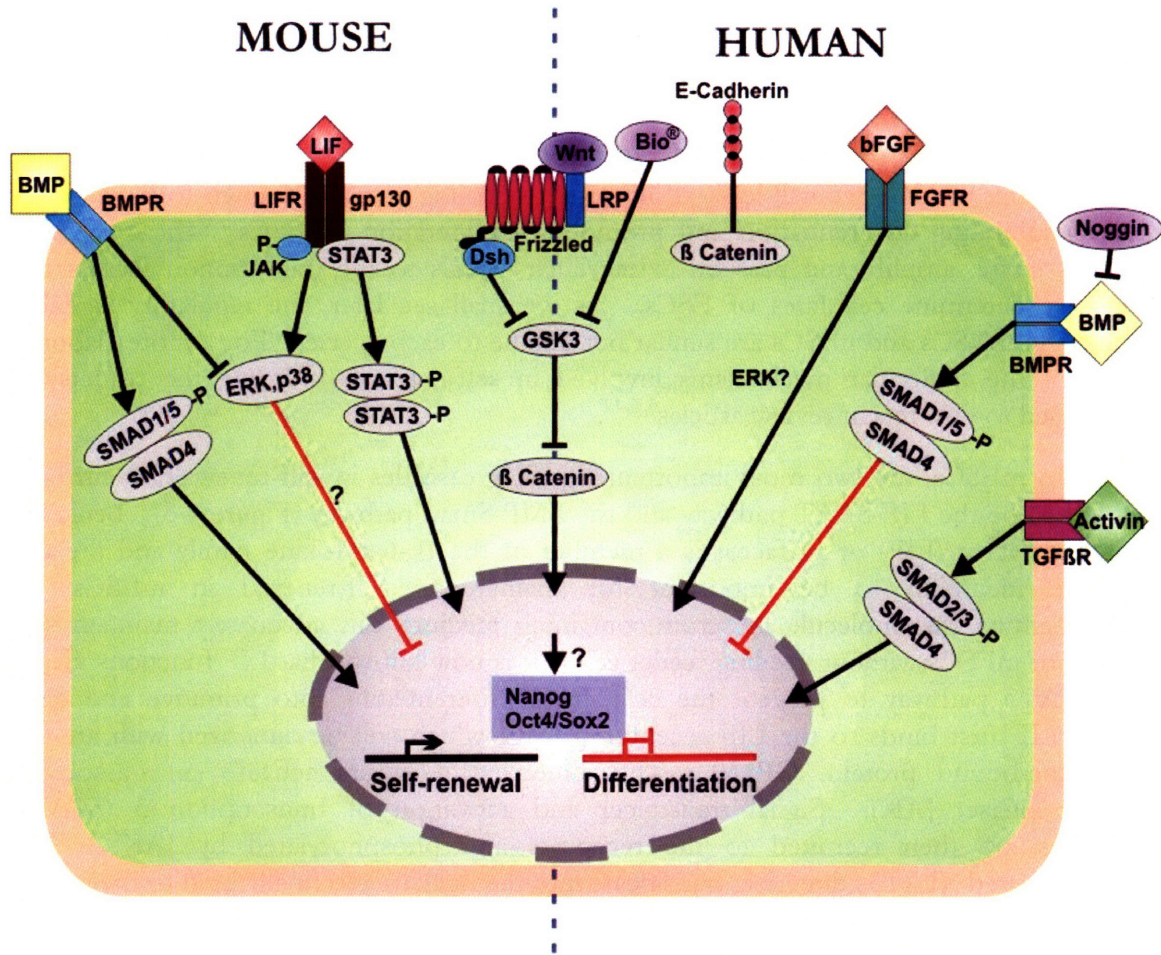 MOUSE
HUMAN
E-Cadherin
LIF
Wnt
Bio®
bFGF
BMP
BMPR
LIFR
gp130
LRP
FGFR
P-
JAK
STAT3
Dsh
Frizzled
ß Catenin
Noggin
GSK3
BMP
BMPR
ERK,p38
STAT3
-P
STAT3
-P
ERK?
SMAD1/5
-P
SMAD4
SMAD1/5
-P
SMAD4
?
ß Catenin
Activin
TGFßR
SMAD2/3
-P
SMAD4
?
Nanog
Oct4/Sox2
Self-renewal
Differentiation